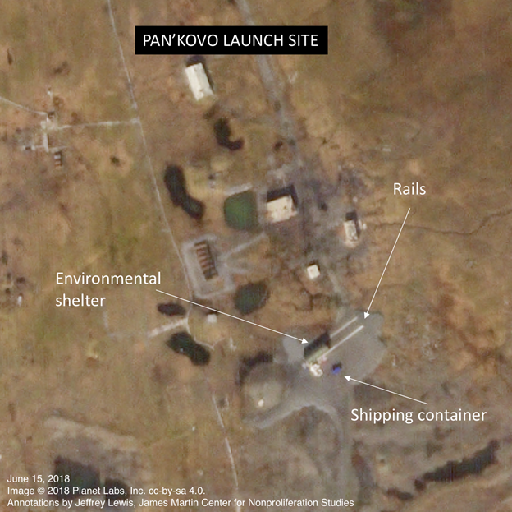 PAN'KOVO LAUNCH SITE
Rails
Environmental
shelter
Shipping container
June 15, 2018
Image © 2018 Planet Labs, Inc. cc-by-sa 4.0.
Annotations by Jeffrey Lewis, James Martin Center for Nonproliferation Studies